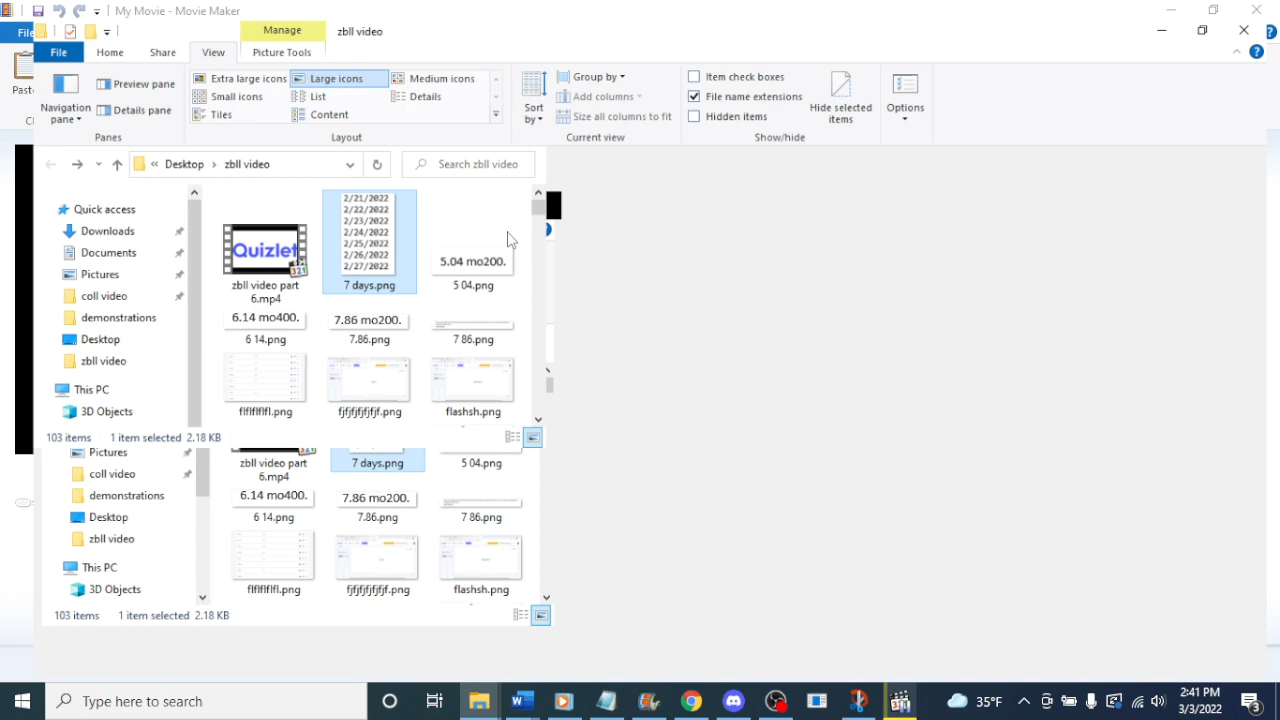 My Movie - Movie Maker
File
Manage
zbll video
File
Home
Share
View
Picture Tools
Paste
Navigation pane
Preview pane
Details pane
Panes
Extra large icons
Large icons
Medium icons
Small icons
List
Details
Tiles
Content
Layout
Sort by
Group by
Add columns
Size all columns to fit
Current view
Item check boxes
File name extensions
Hidden items
Hide selected items
Show/hide
Options
« Desktop › zbll video
Search zbll video
Quick access
Downloads
Documents
Pictures
coll video
demonstrations
Desktop
zbll video
This PC
3D Objects
Quizlet
321
zbll video part 6.mp4
2/21/2022
2/22/2022
2/23/2022
2/24/2022
2/25/2022
2/26/2022
2/27/2022
7 days.png
5.04 mo200.
5 04.png
6.14 mo400.
6 14.png
7.86 mo200.
7.86.png
7 86.png
flflflflfl.png
fjfjfjfjfjf.png
flashsh.png
103 items
1 item selected 2.18 KB
Pictures
coll video
demonstrations
Desktop
zbll video
This PC
3D Objects
zbll video part 6.mp4
7 days.png
5 04.png
6.14 mo400.
6 14.png
7.86 mo200.
7.86.png
7 86.png
flflflflfl.png
fjfjfjfjfjf.png
flashsh.png
103 items
1 item selected 2.18 KB
Type here to search
35°F
2:41 PM
3/3/2022
3